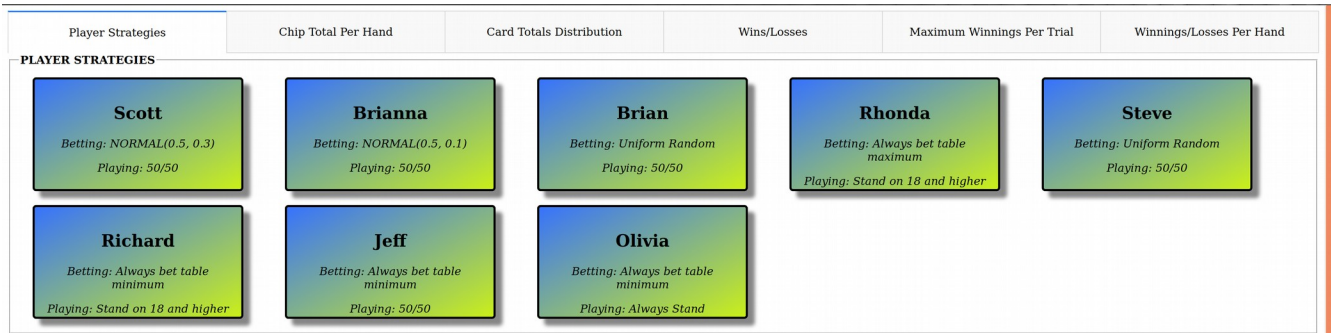 Player Strategies
Chip Total Per Hand
Card Totals Distribution
Wins/Losses
Maximum Winnings Per Trial
Winnings/Losses Per Hand
PLAYER STRATEGIES
Scott
Betting: NORMAL(0.5, 0.3)
Playing: 50/50
Brianna
Betting: NORMAL(0.5, 0.1)
Playing: 50/50
Brian
Betting: Uniform Random
Playing: 50/50
Rhonda
Betting: Always bet table
maximum
Playing: Stand on 18 and higher
Steve
Betting: Uniform Random
Playing: 50/50
Richard
Betting: Always bet table
minimum
Playing: Stand on 18 and higher
Jeff
Betting: Always bet table
minimum
Playing: 50/50
Olivia
Betting: Always bet table
minimum
Playing: Always Stand